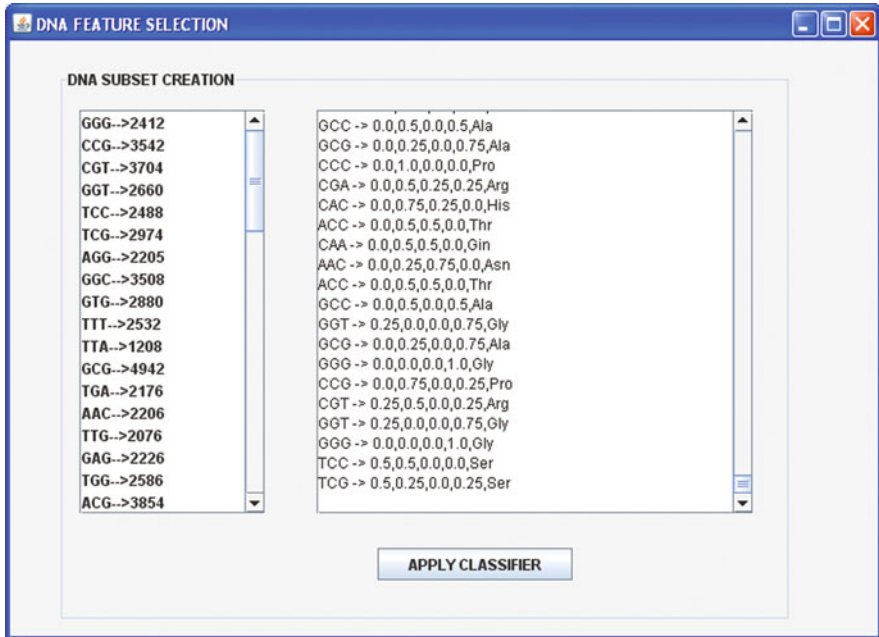 DNA FEATURE SELECTION
DNA SUBSET CREATION
GGG-->2412
CCG-->3542
CGT-->3704
GGT-->2660
TCC-->2488
TCG-->2974
AGG-->2205
GGC-->3508
GTG-->2880
TTT-->2532
TTA-->1208
GCG-->4942
TGA-->2176
AAC-->2206
TTG-->2076
GAG-->2226
TGG-->2586
ACG-->3854
GCC -> 0.0,0.5,0.0,0.5,Ala
GCG -> 0.0,0.25,0.0,0.75,Ala
CCC -> 0.0,1.0,0.0,0.0,Pro
CGA -> 0.0,0.5,0.25,0.25,Arg
CAC -> 0.0,0.75,0.25,0.0,His
ACC -> 0.0,0.5,0.5,0.0,Thr
CAA -> 0.0,0.5,0.5,0.0,Gin
AAC -> 0.0,0.25,0.75,0.0,Asn
ACC -> 0.0,0.5,0.5,0.0,Thr
GCC -> 0.0,0.5,0.0,0.5,Ala
GGT -> 0.25,0.0,0.0,0.75,Gly
GCG -> 0.0,0.25,0.0,0.75,Ala
GGG -> 0.0,0.0,0.0,1.0,Gly
CCG -> 0.0,0.75,0.0,0.25,Pro
CGT -> 0.25,0.5,0.0,0.25,Arg
GGT -> 0.25,0.0,0.0,0.75,Gly
GGG -> 0.0,0.0,0.0,1.0,Gly
TCC -> 0.5,0.5,0.0,0.0,Ser
TCG -> 0.5,0.25,0.0,0.25,Ser
APPLY CLASSIFIER